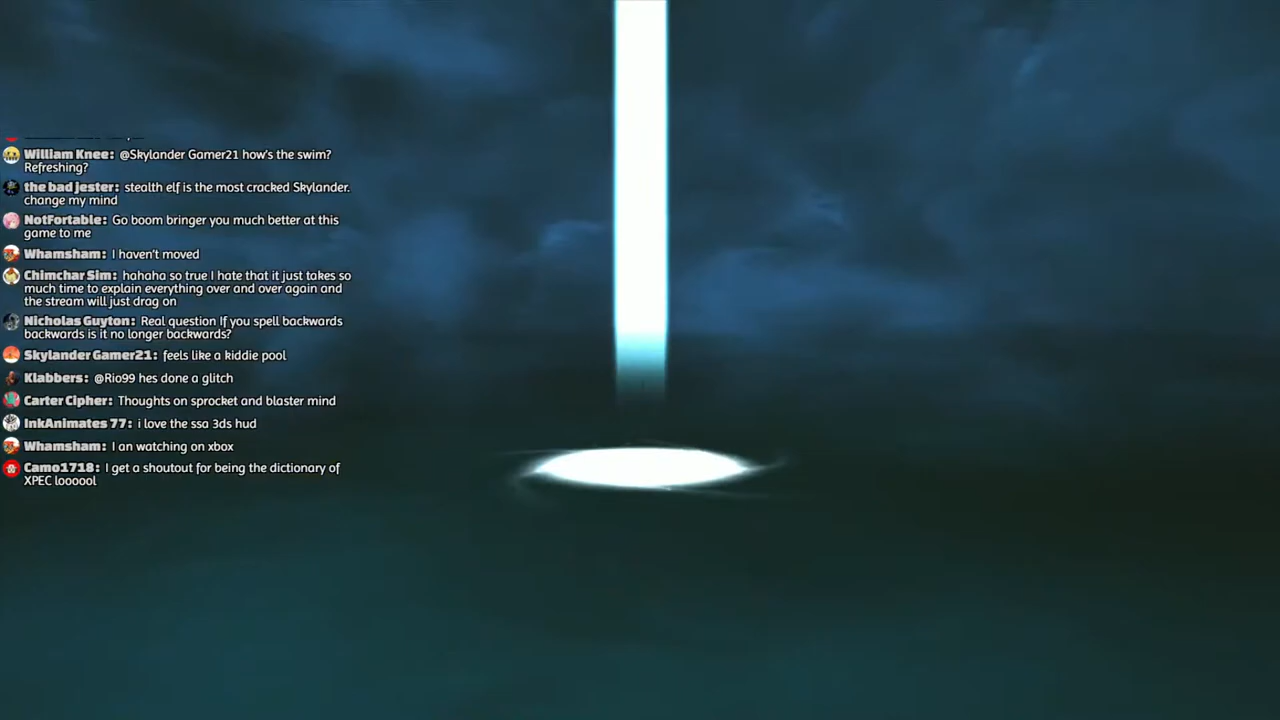 William Knee: @Skylander Gamer21 how's the swim?
Refreshing?
the bad jester: stealth elf is the most cracked Skylander.
change my mind
NotFortable: Go boom bringer you much better at this
game to me
Whamsham: I haven't moved
Chimchar Sim: hahaha so true I hate that it just takes so
much time to explain everything over and over again and
the stream will just drag on
Nicholas Guyton: Real question If you spell backwards
backwards is it no longer backwards?
Skylander Gamer21: feels like a kiddie pool
Klabbers: @Rio99 hes done a glitch
Carter Cipher: Thoughts on sprocket and blaster mind
InkAnimates 77: i love the ssa 3ds hud
Whamsham: I an watching on xbox
Camo1718: I get a shoutout for being the dictionary of
XPEC loooool